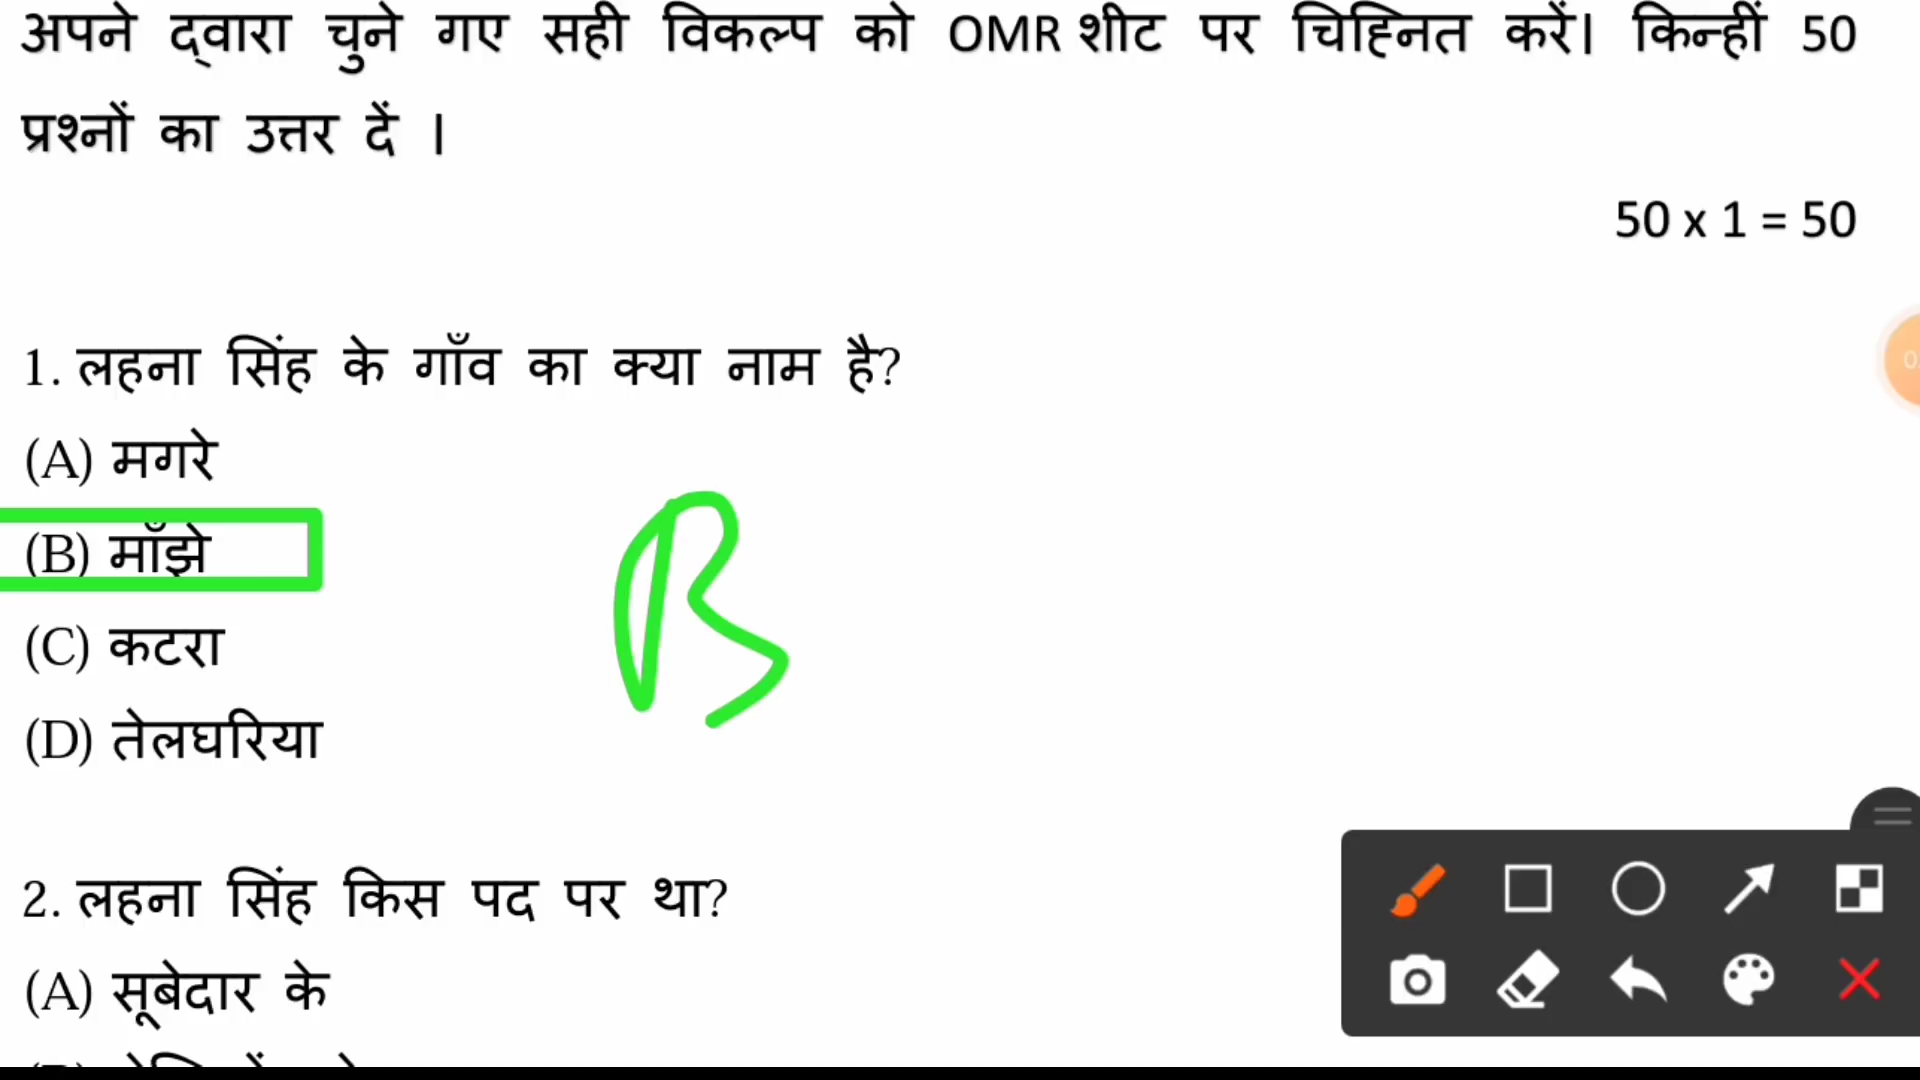 अपने द्वारा चुने गए सही विकल्प को OMR शीट पर चिह्नित करें। किन्हीं 50
प्रश्नों का उत्तर दें ।
50 x 1 = 50
1. लहना सिंह के गाँव का क्या नाम है?
(A) मगरे
(B) माँझे
B
(C) कटरा
(D) तेलघरिया
2. लहना सिंह किस पद पर था?
(A) सूबेदार के